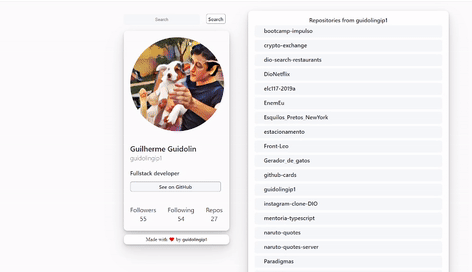 Search
Search
Guilherme Guidolin
guidolingip1
Fullstack developer
See on GitHub
Followers
55
Following
54
Repos
27
Made with ❤ by guidolingip1
Repositories from guidolingip1
bootcamp-impulso
crypto-exchange
dio-search-restaurants
DioNetflix
elc117-2019a
EnemEu
Esquilos_Pretos_NewYork
estacionamento
Front-Leo
Gerador_de_gatos
github-cards
guidolingip1
instagram-clone-DIO
mentoria-typescript
naruto-quotes
naruto-quotes-server
Paradigmas